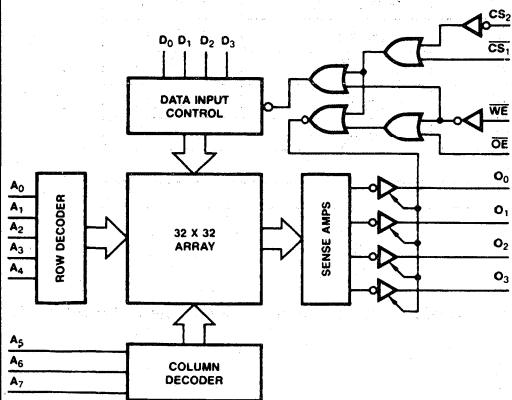 D0 D1 D2 D3
CS2
CS1
DATA INPUT
CONTROL
WE
OE
A0
A1
A2
A3
A4
ROW DECODER
32 X 32
ARRAY
SENSE AMPS
O0
O1
O2
O3
A5
A6
A7
COLUMN
DECODER